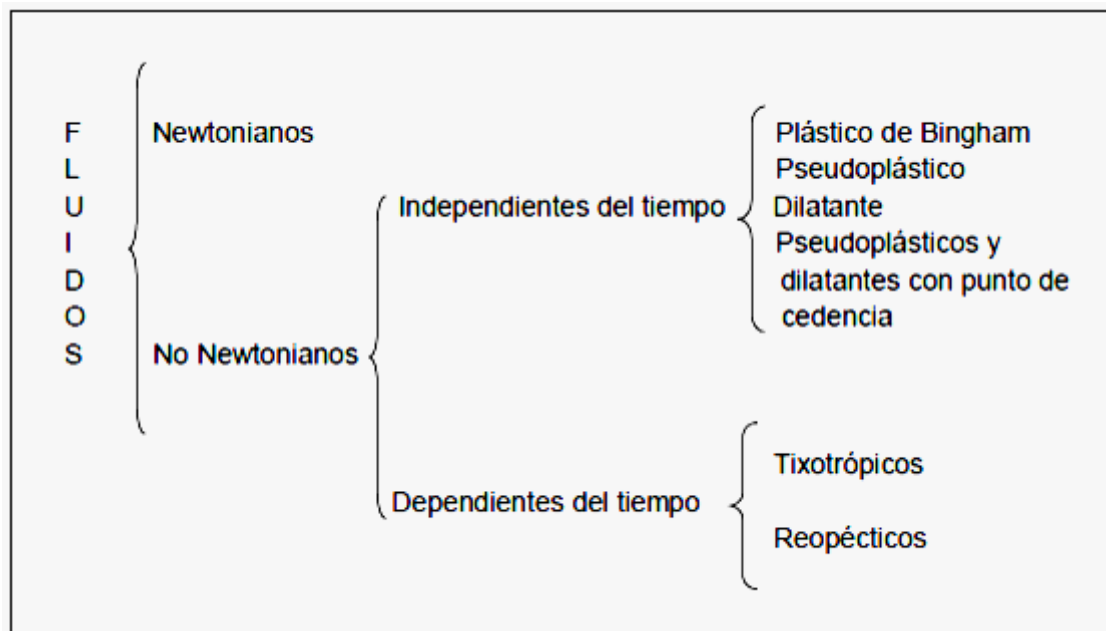 FLUIDOS
Newtonianos
No Newtonianos
Independientes del tiempo
Plástico de Bingham
Pseudoplástico
Dilatante
Pseudoplásticos y
dilatantes con punto de
cedencia
Dependientes del tiempo
Tixotrópicos
Reopécticos